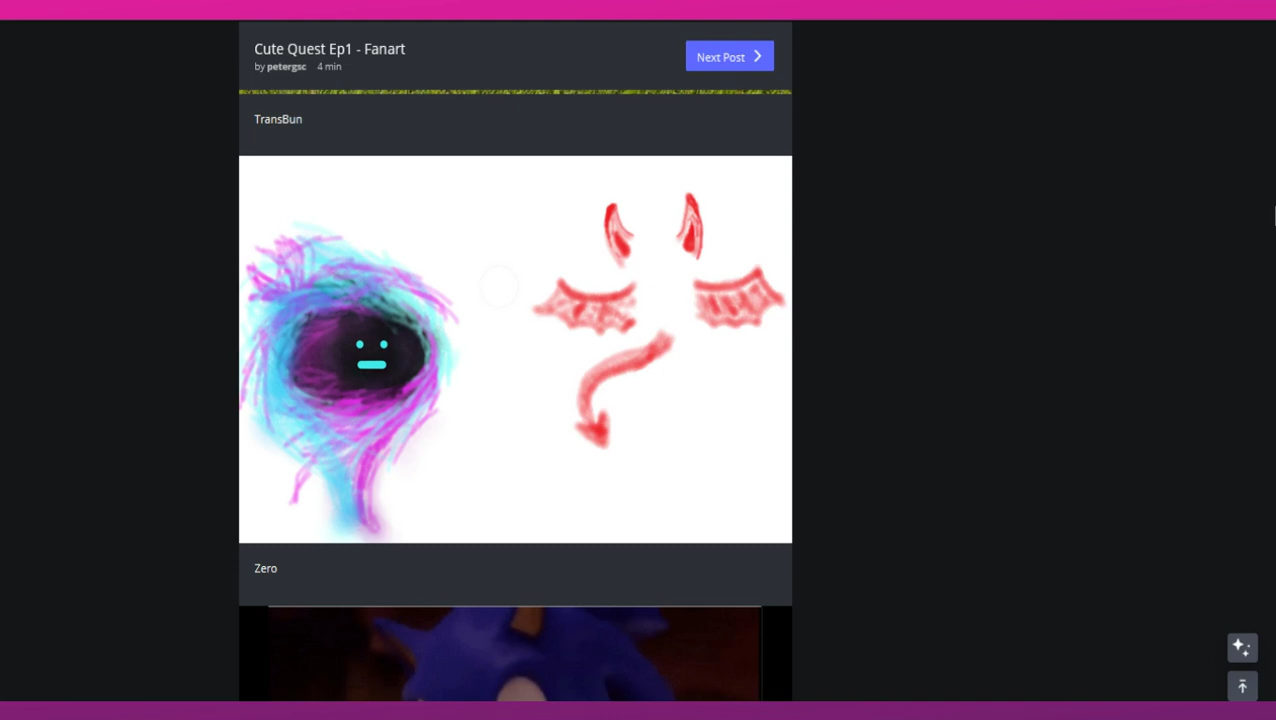 Cute Quest Ep1 - Fanart
by petergsc 4 min
Next Post
TransBun
Zero